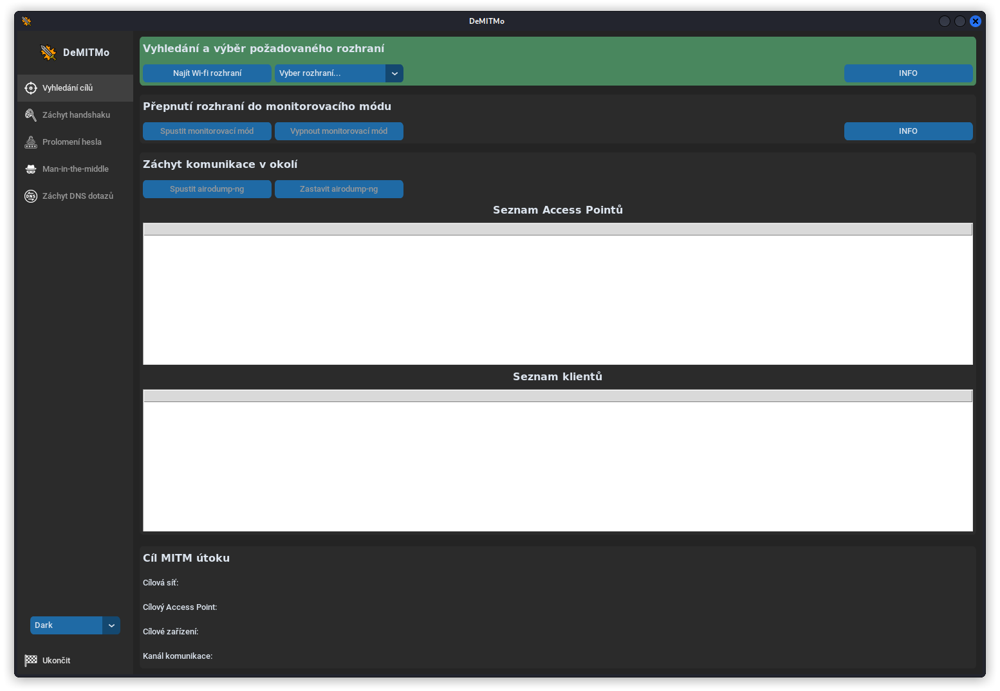 DeMITMo
DeMITMo
Vyhledání cílů
Záchyt handshaku
Prolomení hesla
Man-in-the-middle
DNS
Záchyt DNS dotazů
Dark
Ukončit
Vyhledání a výběr požadovaného rozhraní
Najít Wi-fi rozhraní
Vyber rozhraní...
INFO
Přepnutí rozhraní do monitorovacího módu
Spustit monitorovací mód
Vypnout monitorovací mód
INFO
Záchyt komunikace v okolí
Spustit airodump-ng
Zastavit airodump-ng
Seznam Access Pointů
Seznam klientů
Cíl MITM útoku
Cílová síť:
Cílový Access Point:
Cílové zařízení:
Kanál komunikace: